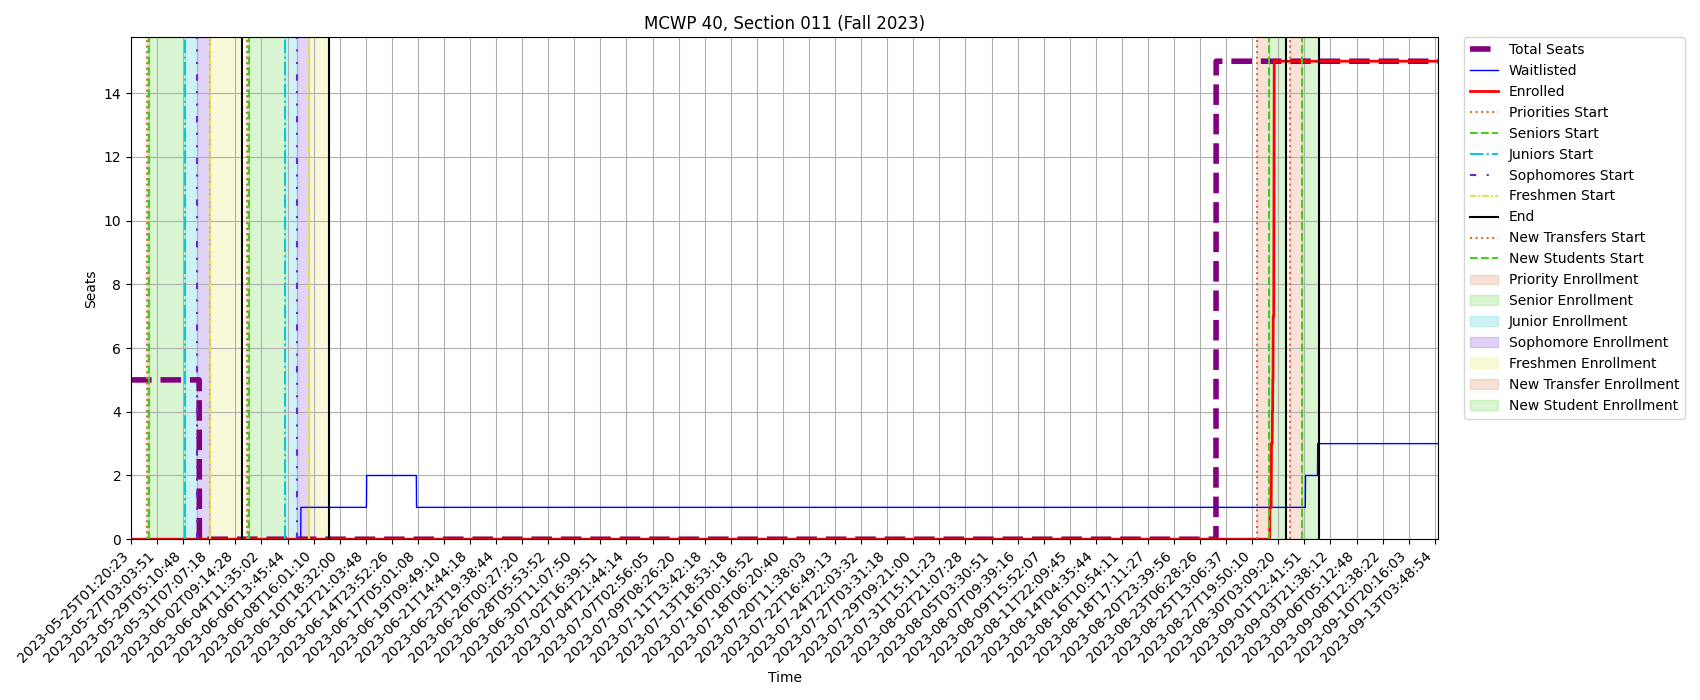 MCWP 40, Section 011 (Fall 2023)
Seats
14
12
10
8
6
4
2
0
2023-05-25T01:20:23
2023-05-27T03:03:51
2023-05-29T05:10:48
2023-05-31T07:07:18
2023-06-02T09:14:28
2023-06-04T11:35:02
2023-06-06T13:45:44
2023-06-08T16:01:10
2023-06-10T18:32:00
2023-06-12T21:03:48
2023-06-14T23:52:26
2023-06-17T05:01:08
2023-06-19T09:49:10
2023-06-21T14:44:18
2023-06-23T19:38:44
2023-06-26T00:27:20
2023-06-28T05:53:52
2023-06-30T11:07:50
2023-07-02T16:39:51
2023-07-04T21:44:14
2023-07-07T02:56:05
2023-07-09T08:26:20
2023-07-11T13:42:18
2023-07-13T18:53:18
2023-07-16T00:16:52
2023-07-18T06:20:40
2023-07-20T11:38:03
2023-07-22T16:49:13
2023-07-24T22:03:32
2023-07-27T03:31:18
2023-07-29T09:21:00
2023-07-31T15:11:23
2023-08-02T21:07:28
2023-08-05T03:30:51
2023-08-07T09:39:16
2023-08-09T15:52:07
2023-08-11T22:09:45
2023-08-14T04:35:44
2023-08-16T10:54:11
2023-08-18T17:11:27
2023-08-20T23:39:56
2023-08-23T06:28:26
2023-08-25T13:06:37
2023-08-27T19:50:10
2023-08-30T03:09:20
2023-09-01T12:41:51
2023-09-03T21:38:12
2023-09-06T05:12:48
2023-09-08T12:38:22
2023-09-10T20:16:03
2023-09-13T03:48:54
Time
Total Seats
Waitlisted
Enrolled
Priorities Start
Seniors Start
Juniors Start
Sophomores Start
Freshmen Start
End
New Transfers Start
New Students Start
Priority Enrollment
Senior Enrollment
Junior Enrollment
Sophomore Enrollment
Freshmen Enrollment
New Transfer Enrollment
New Student Enrollment